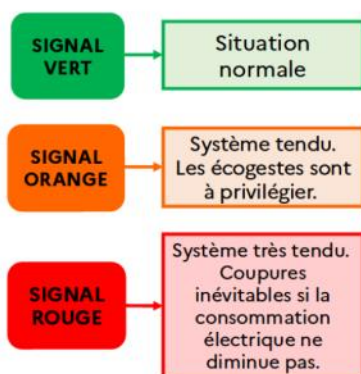 SIGNAL
VERT
Situation
normale
SIGNAL
ORANGE
Système tendu.
Les écogestes sont
à privilégier.
SIGNAL
ROUGE
Système très tendu.
Coupures
inévitables si la
consommation
électrique ne
diminue pas.